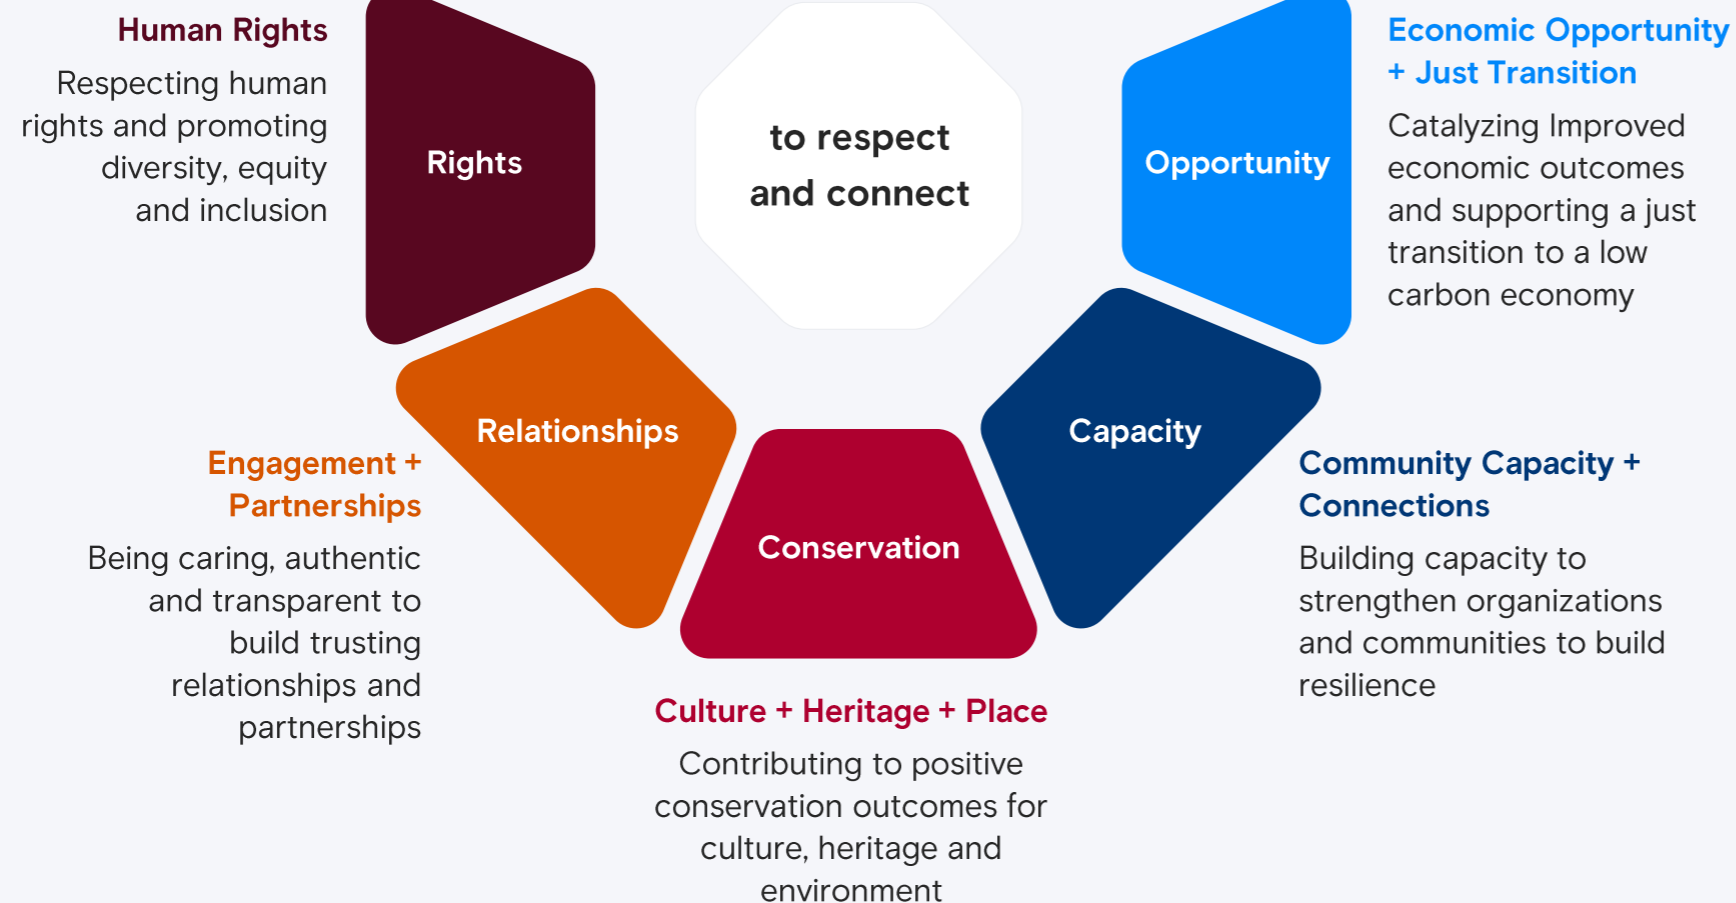 Human Rights
Respecting human
rights and promoting
diversity, equity
and inclusion
Rights
to respect
and connect
Opportunity
Economic Opportunity
+ Just Transition
Catalyzing Improved
economic outcomes
and supporting a just
transition to a low
carbon economy
Relationships
Engagement +
Partnerships
Being caring, authentic
and transparent to
build trusting
relationships and
partnerships
Conservation
Culture + Heritage + Place
Contributing to positive
conservation outcomes for
culture, heritage and
environment
Capacity
Community Capacity +
Connections
Building capacity to
strengthen organizations
and communities to build
resilience